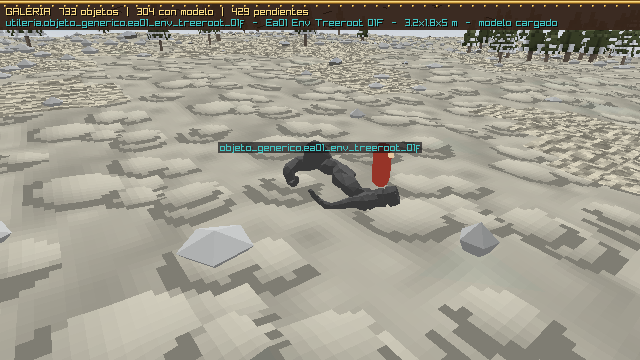 GALERIA 733 objetos | 304 con modelo | 429 pendientes
utileria.objeto_generico.ea01_env_treeroot_01f - Ea01 Env Treeroot 01F - 3.2x1.8x5 m - modelo cargado
objeto_generico.ea01_env_treeroot_01f